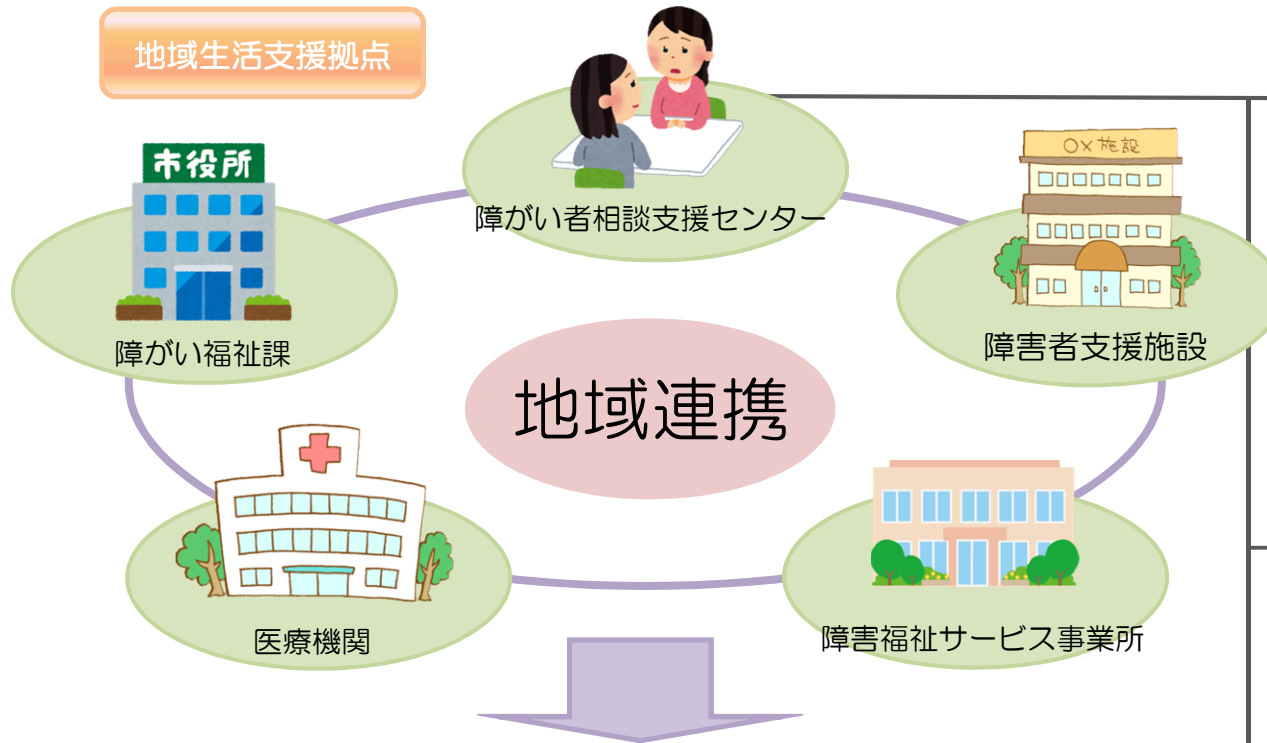 地域生活支援拠点
市役所
障がい者相談支援センター
○×施設
障がい福祉課
障害者支援施設
地域連携
医療機関
障害福祉サービス事業所